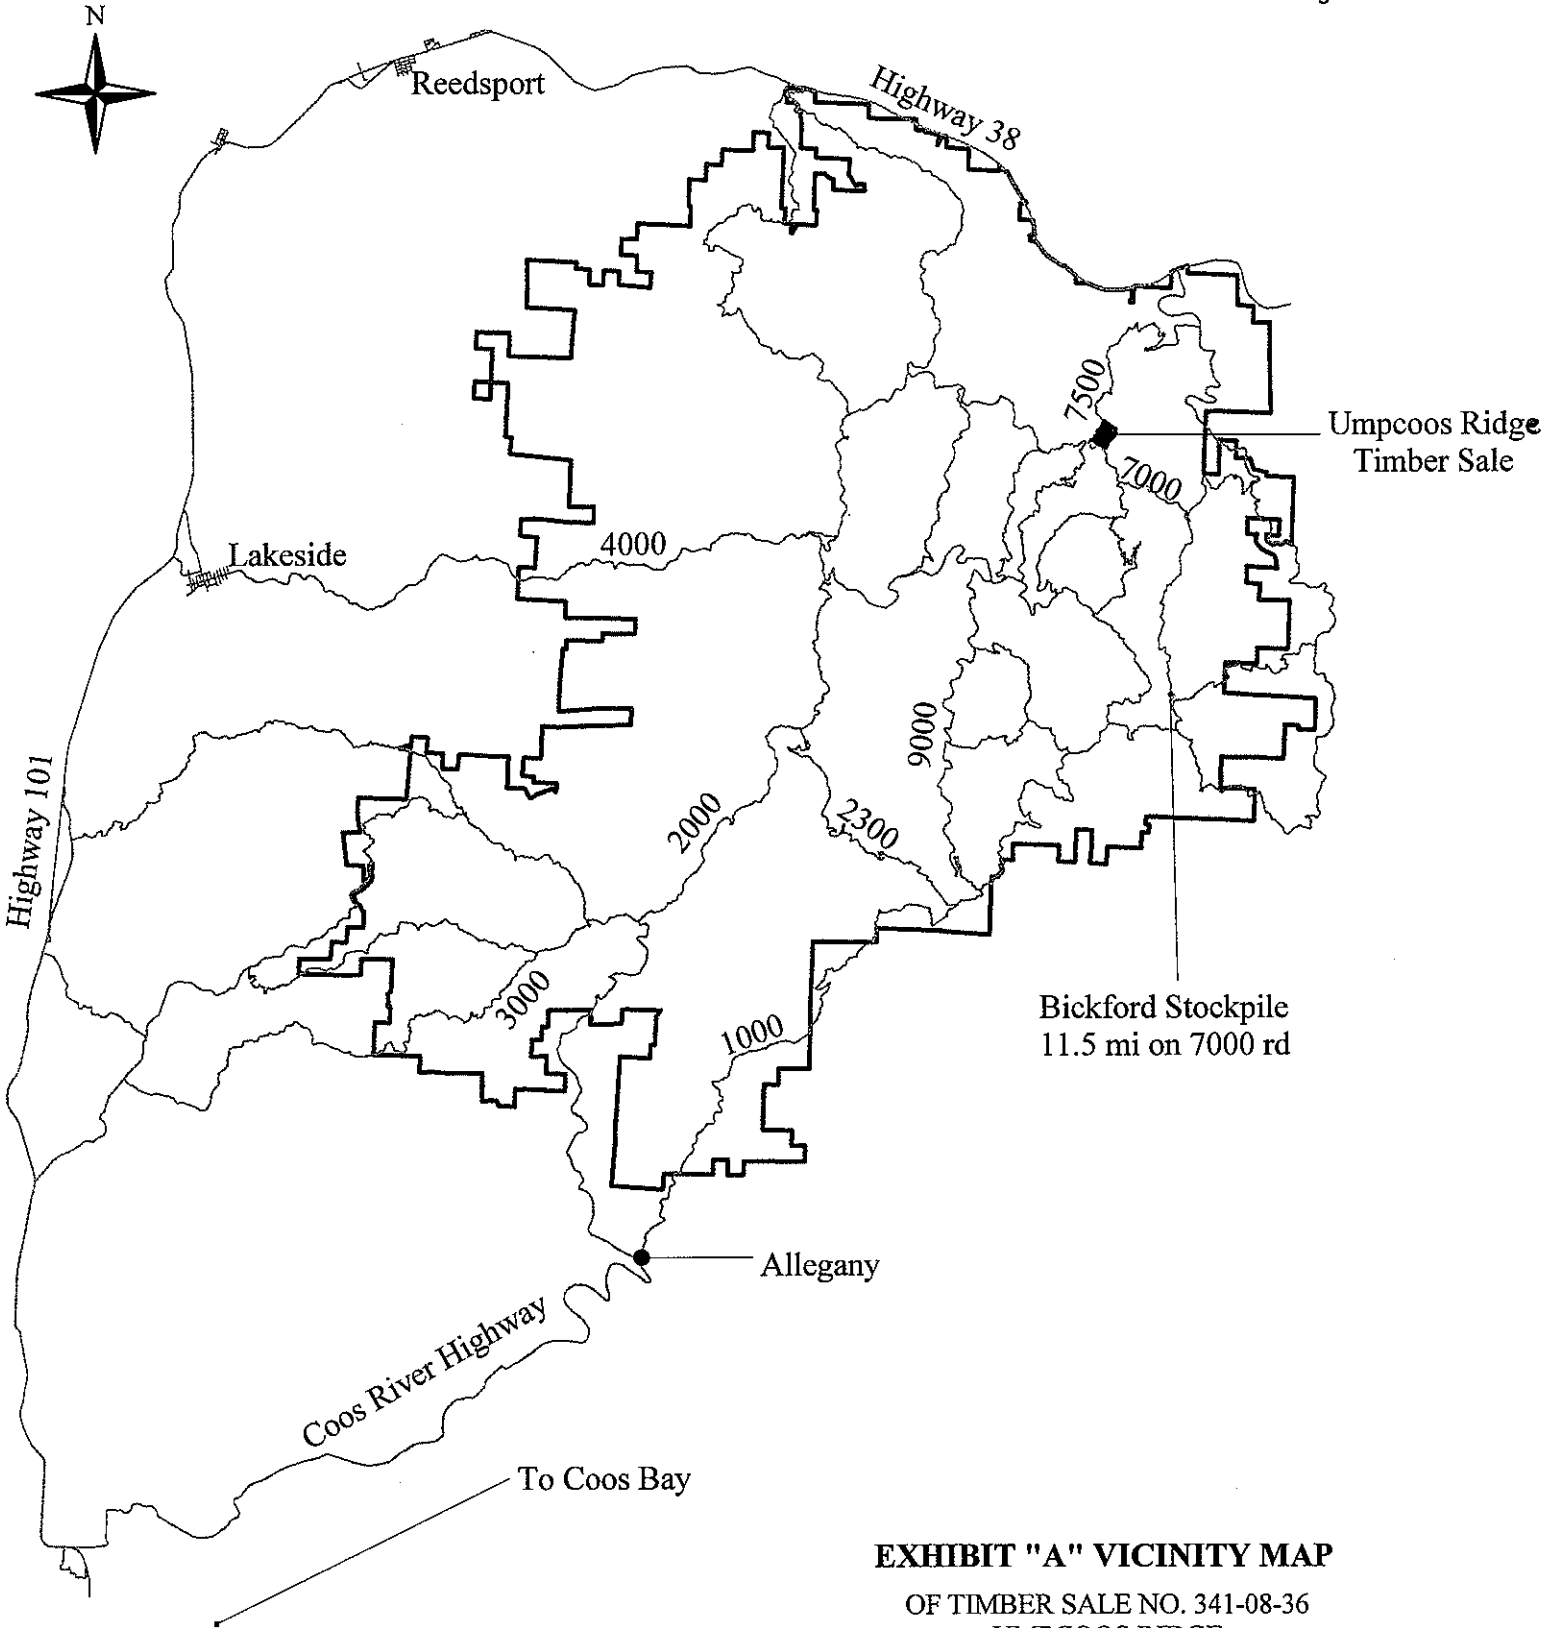 N
Reedsport
Highway 38
7500
Umpcoos Ridge
Timber Sale
7000
Lakeside
4000
9000
Highway 101
2000
2300
3000
1000
Bickford Stockpile
11.5 mi on 7000 rd
Allegany
Coos River Highway
To Coos Bay
EXHIBIT "A" VICINITY MAP
OF TIMBER SALE NO. 341-08-36